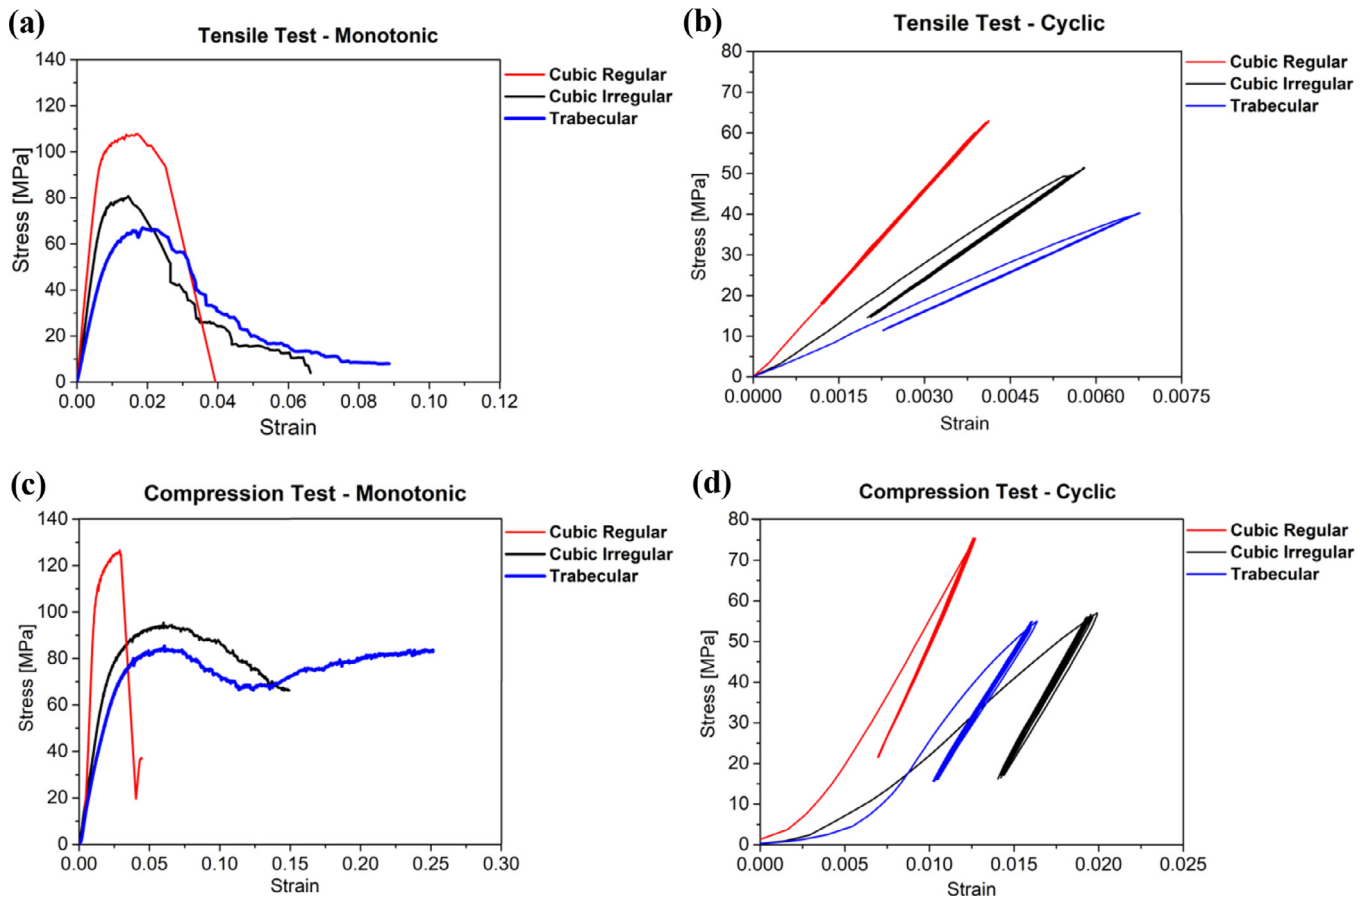 (a)
Tensile Test - Monotonic
140
120
100
80
60
40
20
0
Stress [MPa]
0.00 0.02 0.04 0.06 0.08 0.10 0.12
Strain
Cubic Regular
Cubic Irregular
Trabecular
(b)
Tensile Test - Cyclic
80
70
60
50
40
30
20
10
0
Stress [MPa]
0.0000 0.0015 0.0030 0.0045 0.0060 0.0075
Strain
Cubic Regular
Cubic Irregular
Trabecular
(c)
Compression Test - Monotonic
140
120
100
80
60
40
20
0
Stress [MPa]
0.00 0.05 0.10 0.15 0.20 0.25 0.30
Strain
Cubic Regular
Cubic Irregular
Trabecular
(d)
Compression Test - Cyclic
80
70
60
50
40
30
20
10
0
Stress [MPa]
0.000 0.005 0.010 0.015 0.020 0.025
Strain
Cubic Regular
Cubic Irregular
Trabecular